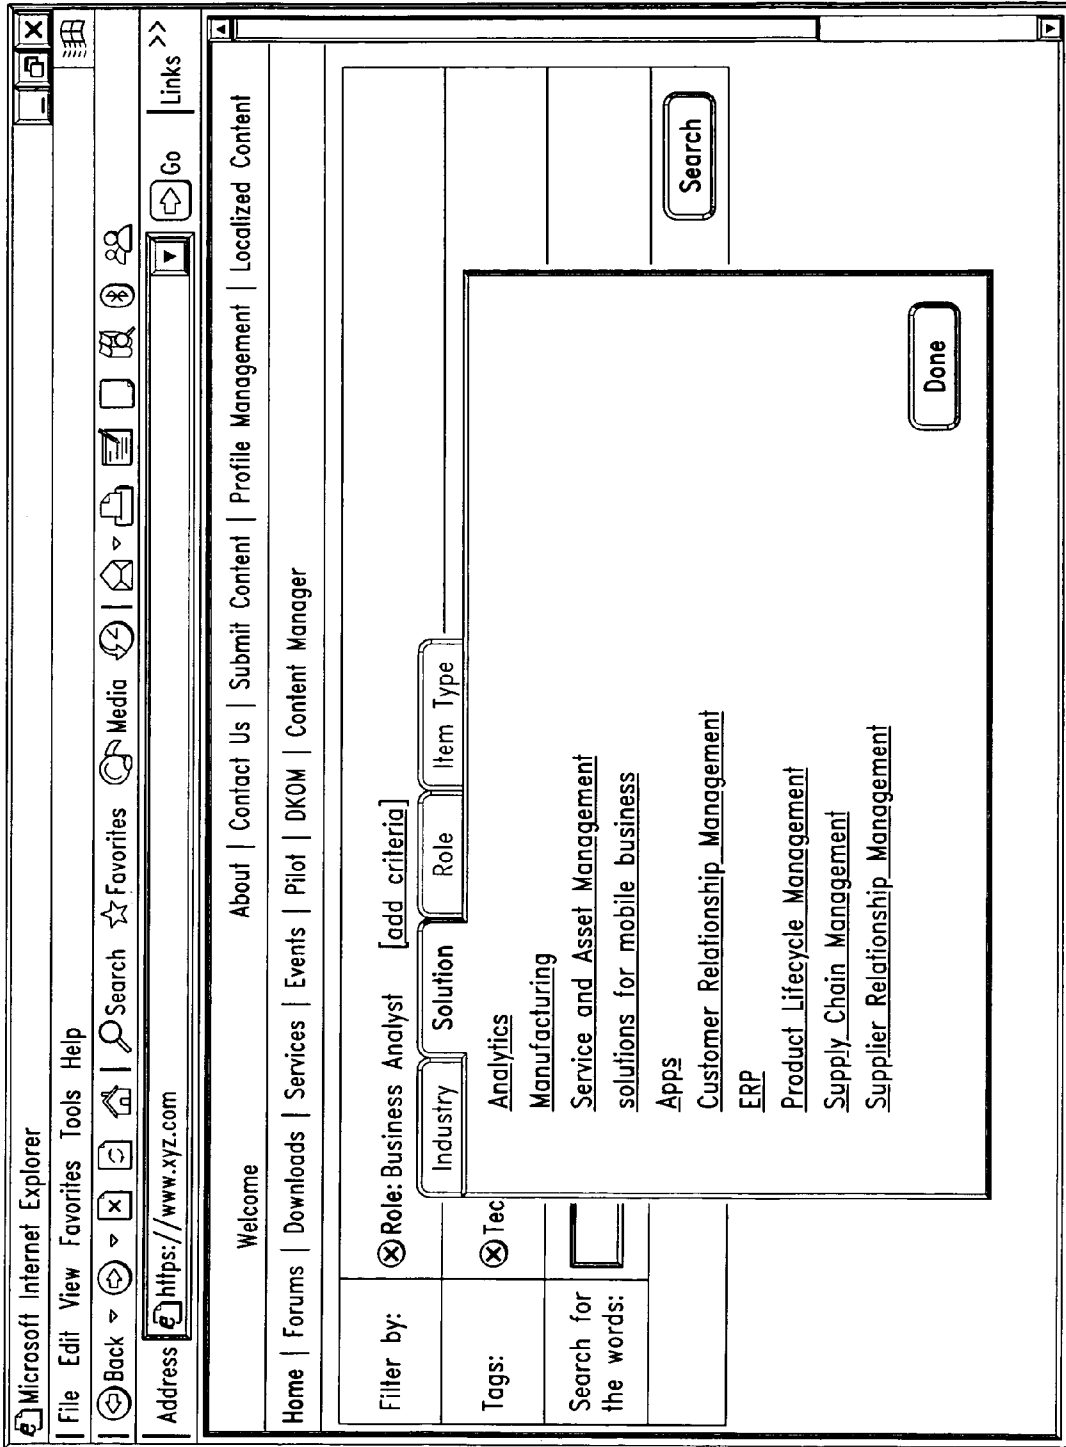 Microsoft Internet Explorer
File Edit View Favorites Tools Help
Back Search Favorites Media
Address https://www.xyz.com Go Links >>
Welcome About | Contact Us | Submit Content | Profile Management | Localized Content
Home | Forums | Downloads | Services | Events | Pilot | DKOM | Content Manager
Filter by: Role: Business Analyst [add criteria]
Industry Solution Role Item Type
Tags: Tec
Search for
the words:
Analytics
Manufacturing
Service and Asset Management
solutions for mobile business
Apps
Customer Relationship Management
ERP
Product Lifecycle Management
Supply Chain Management
Supplier Relationship Management
Search
Done